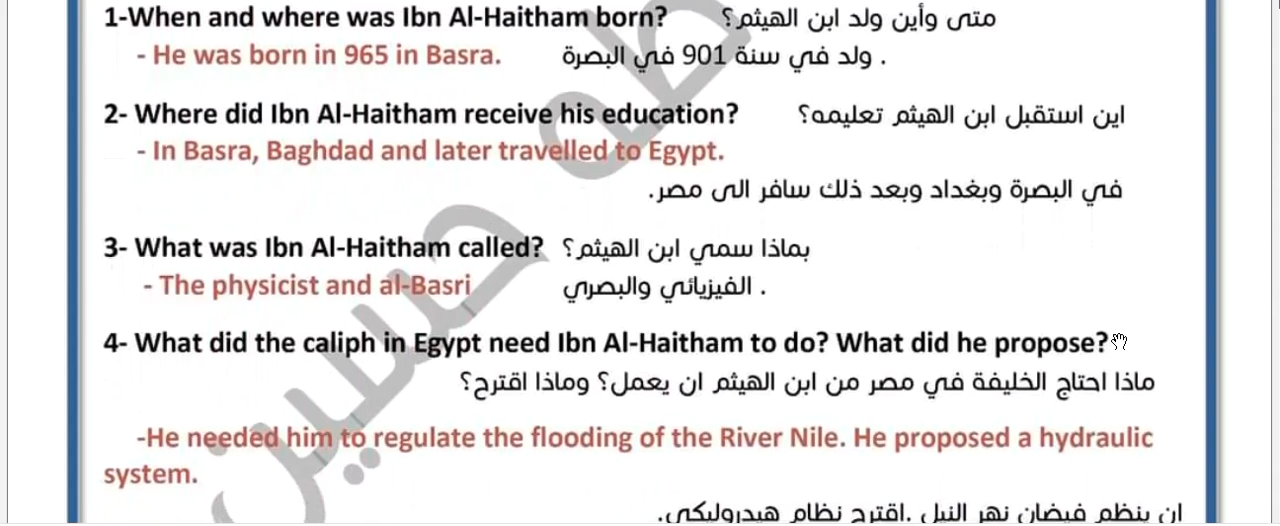 1-When and where was Ibn Al-Haitham born? متى وأين ولد ابن الهيثم؟
- He was born in 965 in Basra. ولد في سنة 901 في البصرة .
2- Where did Ibn Al-Haitham receive his education? اين استقبل ابن الهيثم تعليمه؟
- In Basra, Baghdad and later travelled to Egypt.
في البصرة وبغداد وبعد ذلك سافر الى مصر.
3- What was Ibn Al-Haitham called? بماذا سمي ابن الهيثم؟
- The physicist and al-Basri الفيزيائي والبصري .
4- What did the caliph in Egypt need Ibn Al-Haitham to do? What did he propose?
ماذا احتاج الخليفة في مصر من ابن الهيثم ان يعمل؟ وماذا اقترح؟
-He needed him to regulate the flooding of the River Nile. He proposed a hydraulic
system.
ان ينظم فيضان نهر النيل .اقترح نظام هيدروليكي.
طه حسين